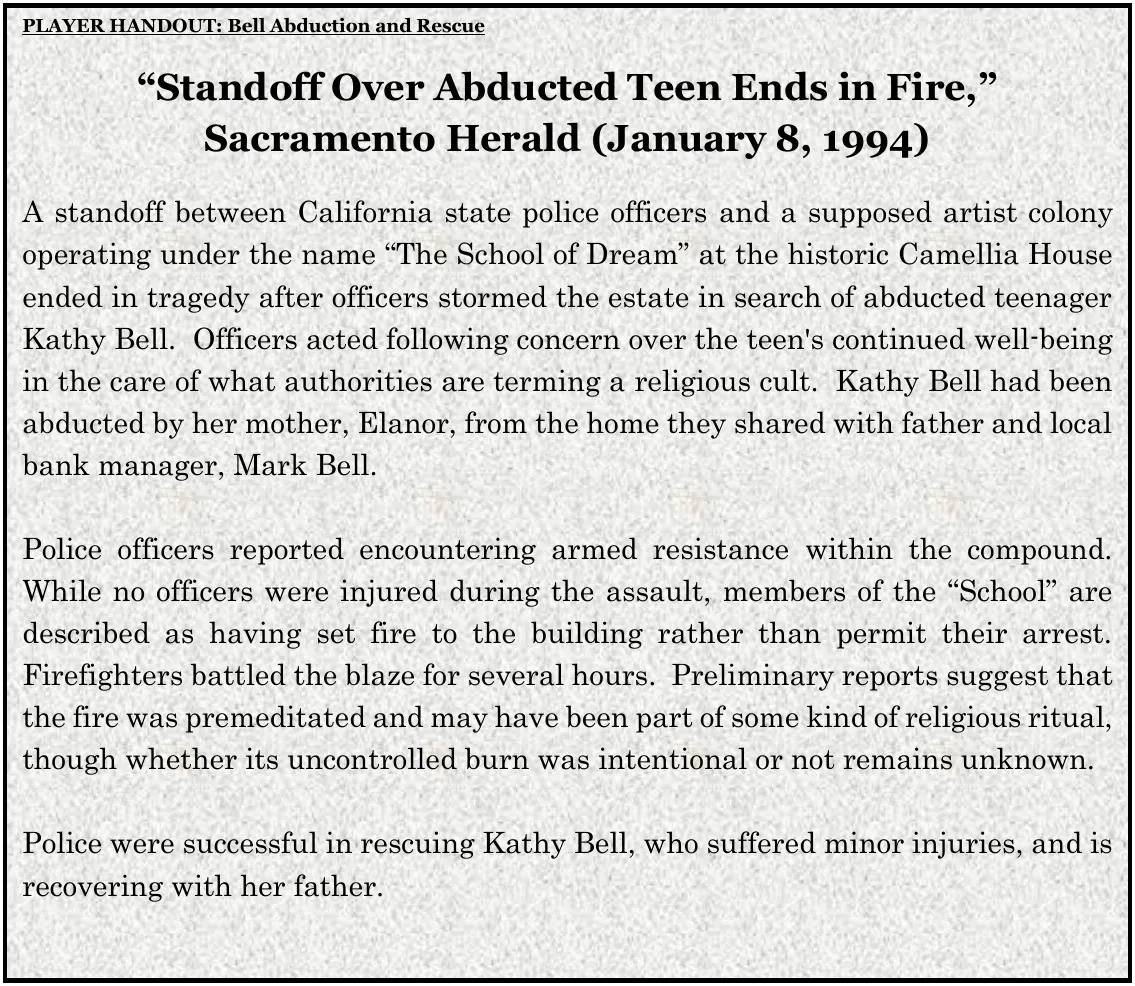 PLAYER HANDOUT: Bell Abduction and Rescue
“Standoff Over Abducted Teen Ends in Fire,”
Sacramento Herald (January 8, 1994)
A standoff between California state police officers and a supposed artist colony
operating under the name “The School of Dream” at the historic Camellia House
ended in tragedy after officers stormed the estate in search of abducted teenager
Kathy Bell.  Officers acted following concern over the teen's continued well-being
in the care of what authorities are terming a religious cult.  Kathy Bell had been
abducted by her mother, Elanor, from the home they shared with father and local
bank manager, Mark Bell.
Police officers reported encountering armed resistance within the compound.
While no officers were injured during the assault, members of the “School” are
described as having set fire to the building rather than permit their arrest.
Firefighters battled the blaze for several hours.  Preliminary reports suggest that
the fire was premeditated and may have been part of some kind of religious ritual,
though whether its uncontrolled burn was intentional or not remains unknown.
Police were successful in rescuing Kathy Bell, who suffered minor injuries, and is
recovering with her father.